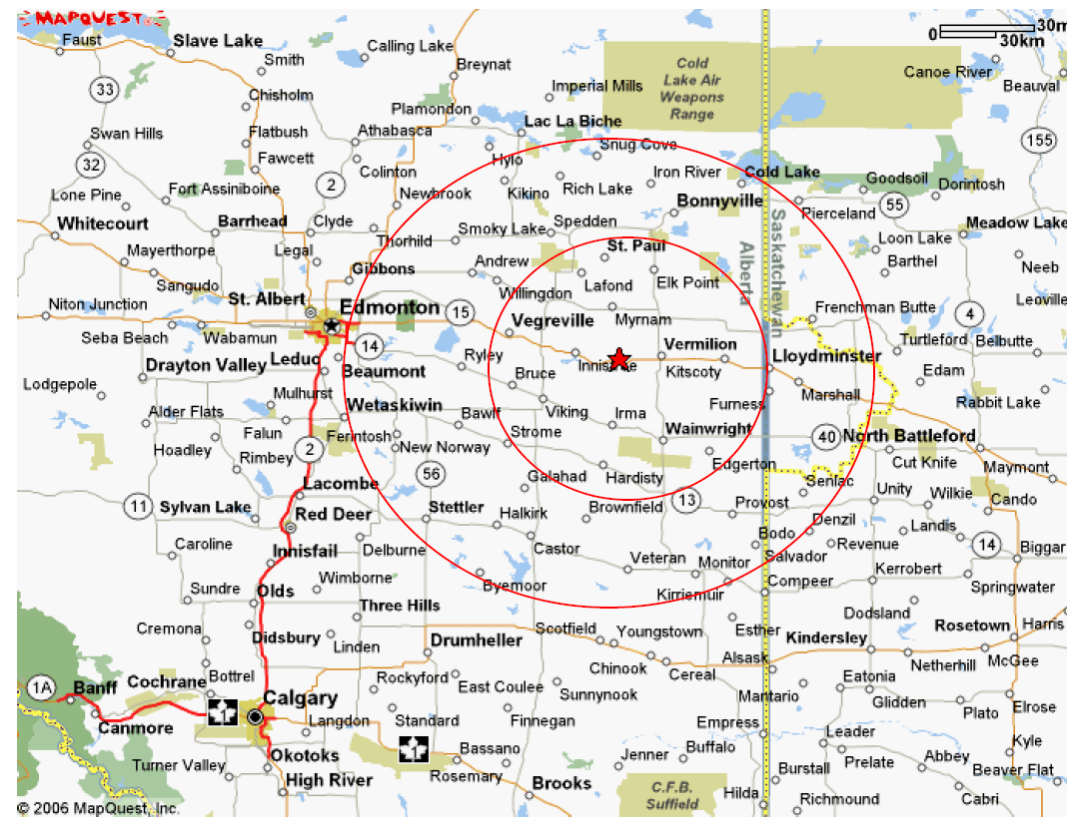 MAPQUEST
0
30m
30km
Faust
Slave Lake
Smith
Calling Lake
Breynat
Imperial Mills
Cold
Lake Air
Weapons
Range
Canoe River
Beauval
33
Chisholm
Plamondon
Lac La Biche
155
Swan Hills
Flatbush
Athabasca
Hylo
Snug Cove
32
Fawcett
Colinton
2
Newbrook
Kikino
Rich Lake
Iron River
Cold Lake
Goodsoil
Dorintosh
Lone Pine
Fort Assiniboine
Bonnyville
Pierceland
55
Whitecourt
Barrhead
Clyde
Thorhild
Smoky Lake
Spedden
Saskatchewan
Alberta
Meadow Lake
Mayerthorpe
Legal
St. Paul
Loon Lake
Barthel
Neeb
Sangudo
Gibbons
Andrew
Willingdon
Lafond
Elk Point
Niton Junction
St. Albert
Edmonton
15
Vegreville
Myrnam
Frenchman Butte
4
Leoville
Seba Beach
Wabamun
14
Ryley
Vermilion
Lloydminster
Turtleford
Belbutte
Drayton Valley
Leduc
Beaumont
Bruce
Kitscoty
Edam
Lodgepole
Mulhurst
Furness
Marshall
Rabbit Lake
Alder Flats
Wetaskiwin
Bawlf
Viking
Irma
Falun
Ferintosh
Strome
Wainwright
40
North Battleford
Hoadley
Rimbey
2
New Norway
56
Edgerton
Cut Knife
Maymont
Lacombe
Galahad
Hardisty
Senlac
11
Sylvan Lake
Red Deer
Stettler
Halkirk
Brownfield
13
Provost
Unity
Wilkie
Cando
Denzil
Landis
Caroline
Innisfail
Delburne
Castor
Bodo
Revenue
14
Biggar
Veteran
Monitor
Salvador
Sundre
Olds
Wimborne
Byemoor
Kirriemuir
Compeer
Kerrobert
Springwater
Three Hills
Dodsland
Cremona
Didsbury
Linden
Drumheller
Scotfield
Youngstown
Esther
Kindersley
Rosetown
Harris
Chinook
Cereal
Alsask
Netherhill
McGee
1A
Banff
Cochrane
Bottrel
Rockyford
East Coulee
Sunnynook
Mantario
Eatonia
Canmore
1
Calgary
Langdon
Standard
Finnegan
Glidden
Plato
Elrose
Empress
Leader
1
Okotoks
Bassano
Jenner
Buffalo
Prelate
Abbey
Kyle
Turner Valley
High River
Rosemary
Brooks
C.F.B.
Suffield
Hilda
Burstall
Richmound
Cabri
Beaver Flat
© 2006 MapQuest, Inc.